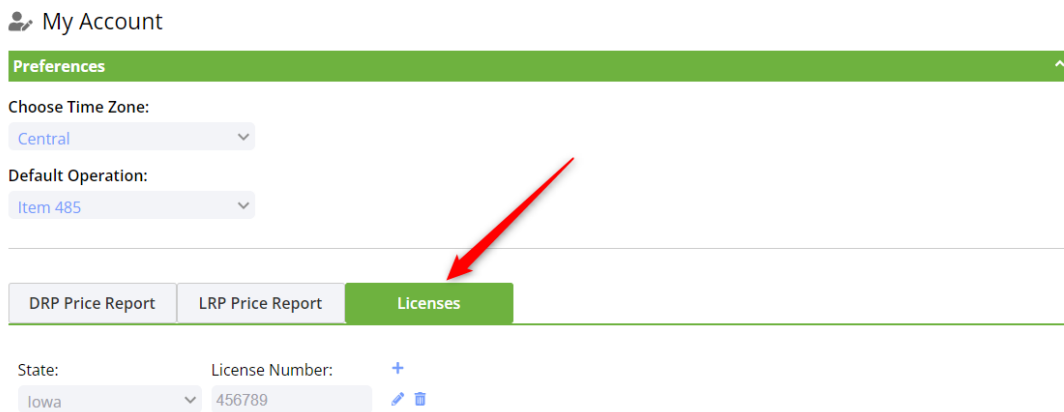 My Account
Preferences
Choose Time Zone:
Central
Default Operation:
Item 485
DRP Price Report LRP Price Report Licenses
State: License Number: +
Iowa 456789